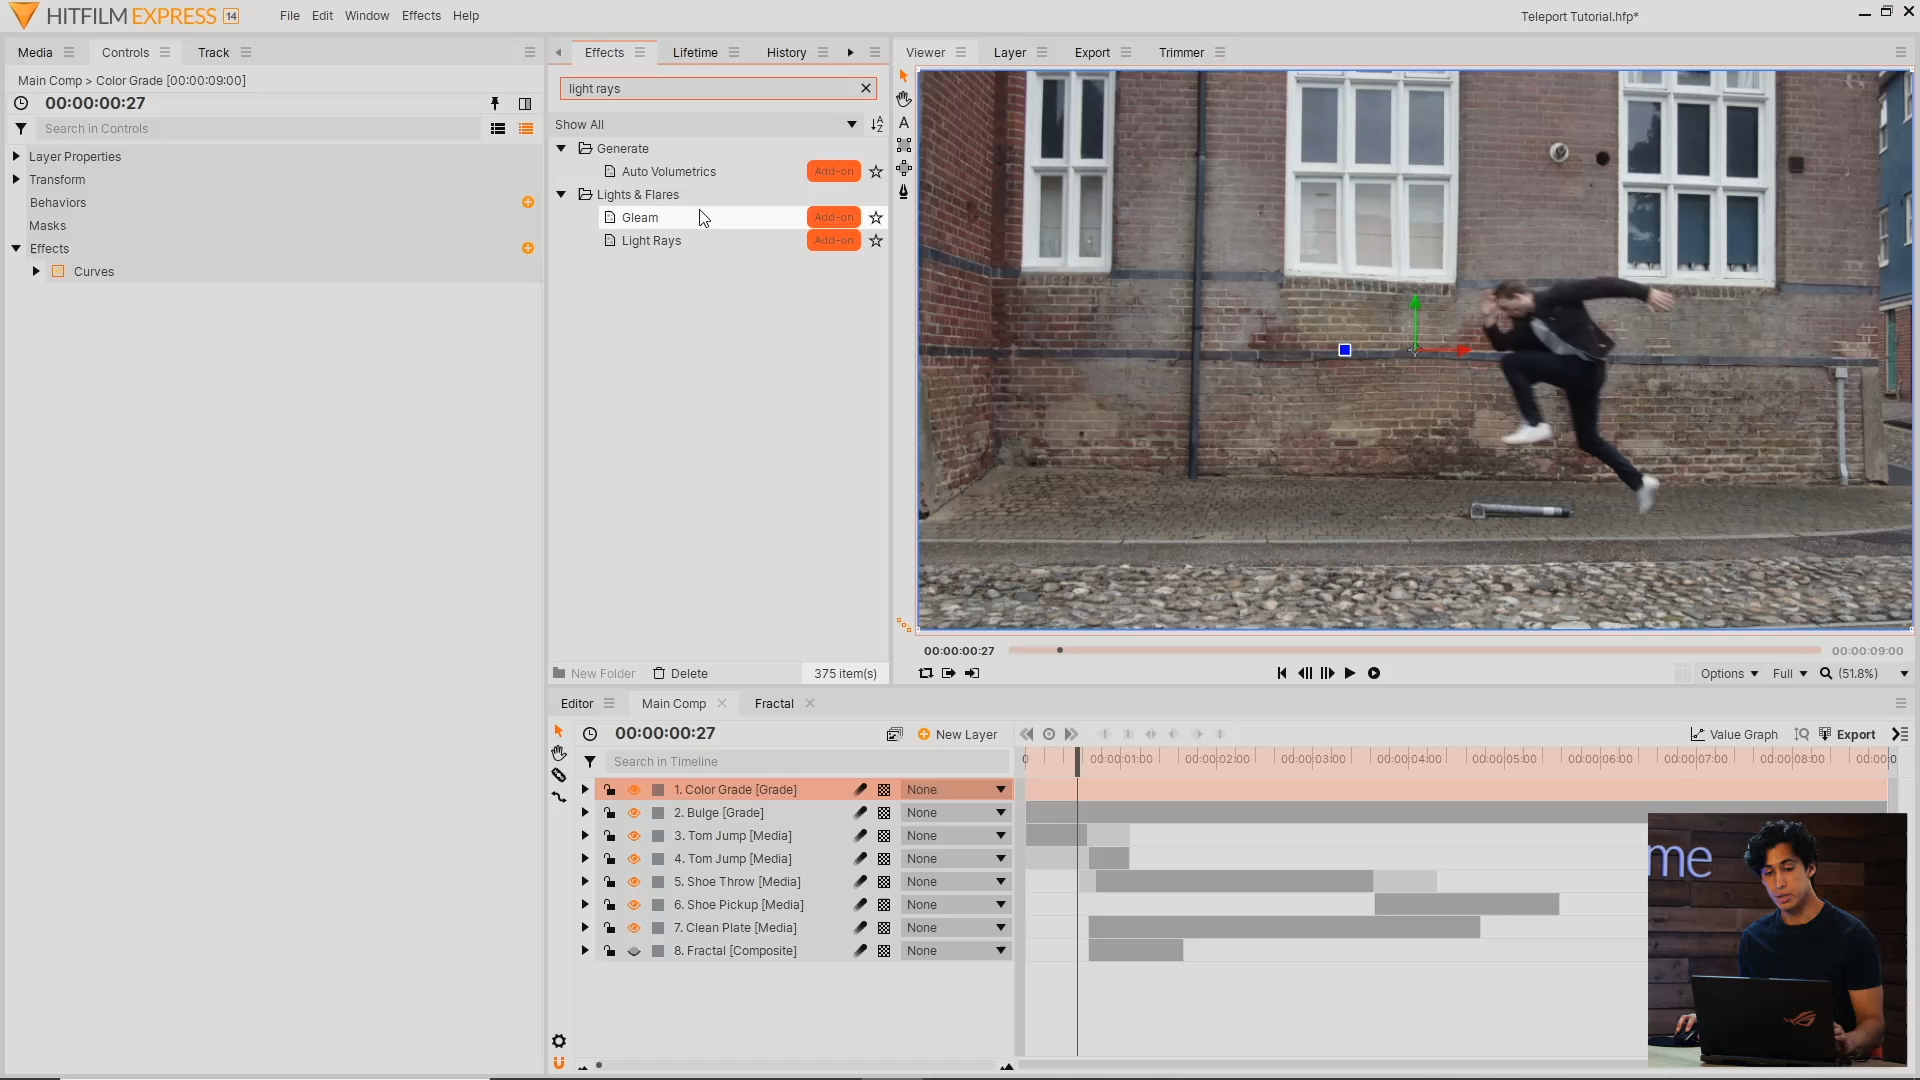 HITFILM EXPRESS 14
File Edit Window Effects Help
Teleport Tutorial.hfp*
Media Controls Track
Main Comp > Color Grade [00:00:09:00]
00:00:00:27
Search in Controls
Layer Properties
Transform
Behaviors
Masks
Effects
Curves
Effects Lifetime History
light rays
Show All
Generate
Auto Volumetrics Add-on
Lights & Flares
Gleam Add-on
Light Rays Add-on
New Folder Delete 375 item(s)
Viewer Layer Export Trimmer
A
00:00:00:27 00:00:09:00
Options Full (51.8%)
Editor Main Comp Fractal
00:00:00:27 New Layer Value Graph Export
Search in Timeline
0 00:00:01:00 00:00:02:00 00:00:03:00 00:00:04:00 00:00:05:00 00:00:06:00 00:00:07:00 00:00:08:00 00:00:0
1. Color Grade [Grade] None
2. Bulge [Grade] None
3. Tom Jump [Media] None
4. Tom Jump [Media] None
5. Shoe Throw [Media] None
6. Shoe Pickup [Media] None
7. Clean Plate [Media] None
8. Fractal [Composite] None
me